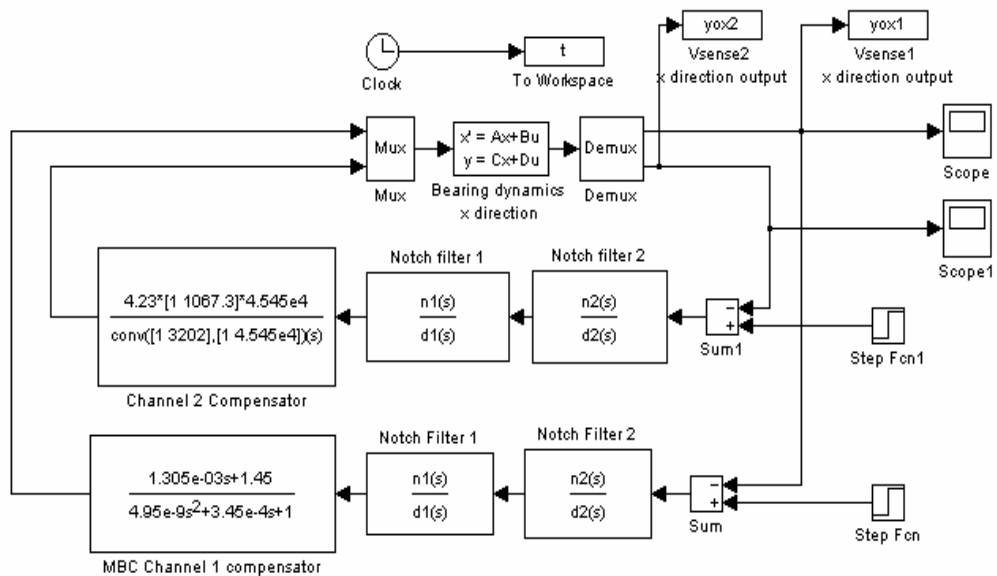 yox2
yox1
t
Vsense2
x direction output
Vsense1
x direction output
Clock
To Workspace
Mux
Mux
x' = Ax+Bu
y = Cx+Du
Bearing dynamics
x direction
Demux
Demux
Scope
Scope1
Notch filter 1
Notch filter 2
4.23*[1 1067.3]*4.545e4
conv([1 3202],[1 4.545e4])(s)
Channel 2 Compensator
n1(s)
d1(s)
n2(s)
d2(s)
−
+
Sum1
Step Fcn1
Notch Filter 1
Notch Filter 2
1.305e-03s+1.45
4.95e-9s²+3.45e-4s+1
MBC Channel 1 compensator
n1(s)
d1(s)
n2(s)
d2(s)
−
+
Sum
Step Fcn